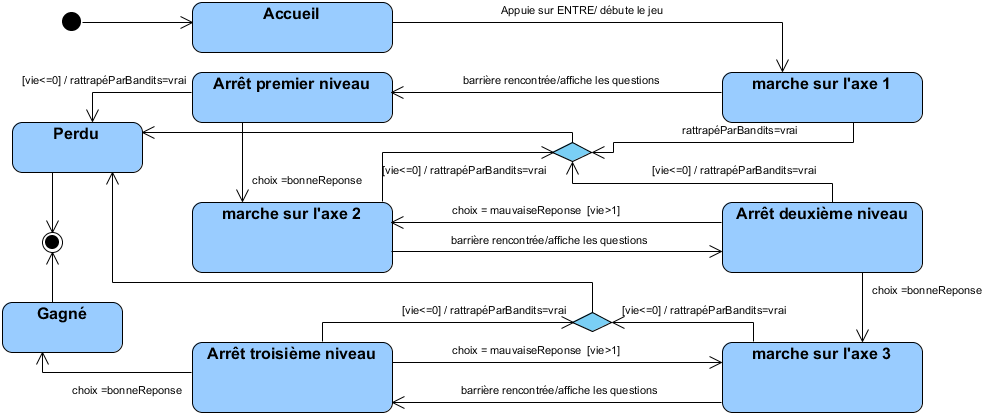 Accueil
Appuie sur ENTRE/ débute le jeu
[vie<=0] / rattrapéParBandits=vrai
Arrêt premier niveau
barrière rencontrée/affiche les questions
marche sur l'axe 1
Perdu
rattrapéParBandits=vrai
[vie<=0] / rattrapéParBandits=vrai
[vie<=0] / rattrapéParBandits=vrai
choix =bonneReponse
marche sur l'axe 2
choix = mauvaiseReponse [vie>1]
Arrêt deuxième niveau
barrière rencontrée/affiche les questions
choix =bonneReponse
Gagné
[vie<=0] / rattrapéParBandits=vrai
[vie<=0] / rattrapéParBandits=vrai
Arrêt troisième niveau
choix = mauvaiseReponse [vie>1]
marche sur l'axe 3
choix =bonneReponse
barrière rencontrée/affiche les questions